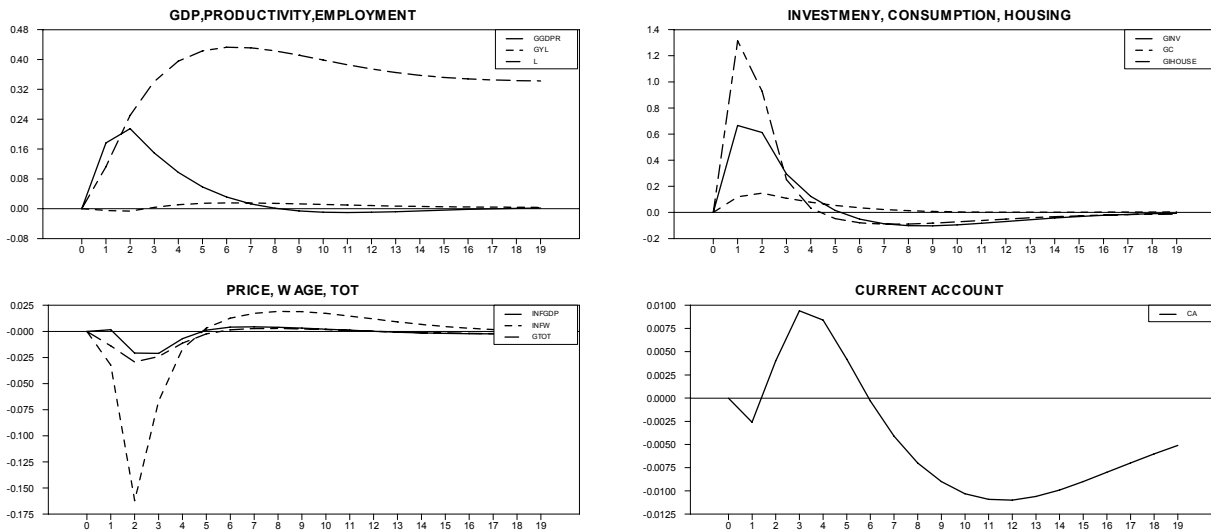 GDP,PRODUCTIVITY,EMPLOYMENT
0.48
0.40
0.32
0.24
0.16
0.08
0.00
-0.08
GGDPR
GYL
L
0 1 2 3 4 5 6 7 8 9 10 11 12 13 14 15 16 17 18 19
INVESTMENY, CONSUMPTION, HOUSING
1.4
1.2
1.0
0.8
0.6
0.4
0.2
0.0
-0.2
GINV
GC
GIHOUSE
0 1 2 3 4 5 6 7 8 9 10 11 12 13 14 15 16 17 18 19
PRICE, WAGE, TOT
0.025
-0.000
-0.025
-0.050
-0.075
-0.100
-0.125
-0.150
-0.175
INFGDP
INFW
GTOT
0 1 2 3 4 5 6 7 8 9 10 11 12 13 14 15 16 17 18 19
CURRENT ACCOUNT
0.0100
0.0075
0.0050
0.0025
0.0000
-0.0025
-0.0050
-0.0075
-0.0100
-0.0125
CA
0 1 2 3 4 5 6 7 8 9 10 11 12 13 14 15 16 17 18 19